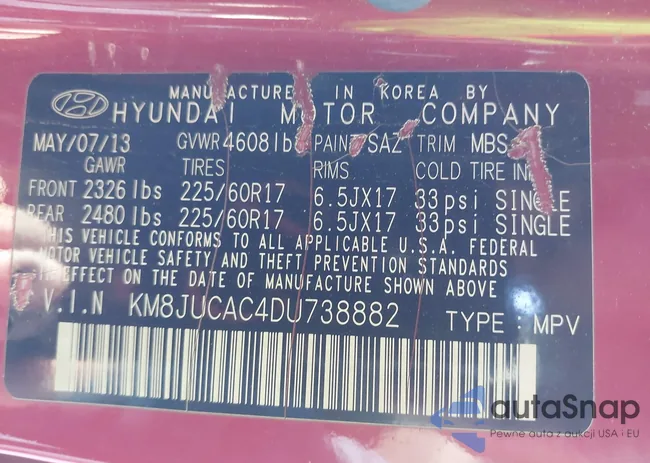 MANUFACTURED IN KOREA BY
HYUNDAI MOTOR COMPANY
MAY/07/13 GVWR 4608lbs PAINT SAZ TRIM MBS
GAWR TIRES RIMS COLD TIRE
FRONT 2326 lbs 225/60R17 6.5JX17 33psi SINGLE
REAR 2480 lbs 225/60R17 6.5JX17 33psi SINGLE
THIS VEHICLE CONFORMS TO ALL APPLICABLE U.S.A. FEDERAL
MOTOR VEHICLE SAFETY AND THEFT PREVENTION STANDARDS
IN EFFECT ON THE DATE OF MANUFACTURE SHOWN ABOVE
V.I.N KM8JUCAC4DU738882 TYPE : MPV
autaSnap
Pewne auta z aukcji USA i EU